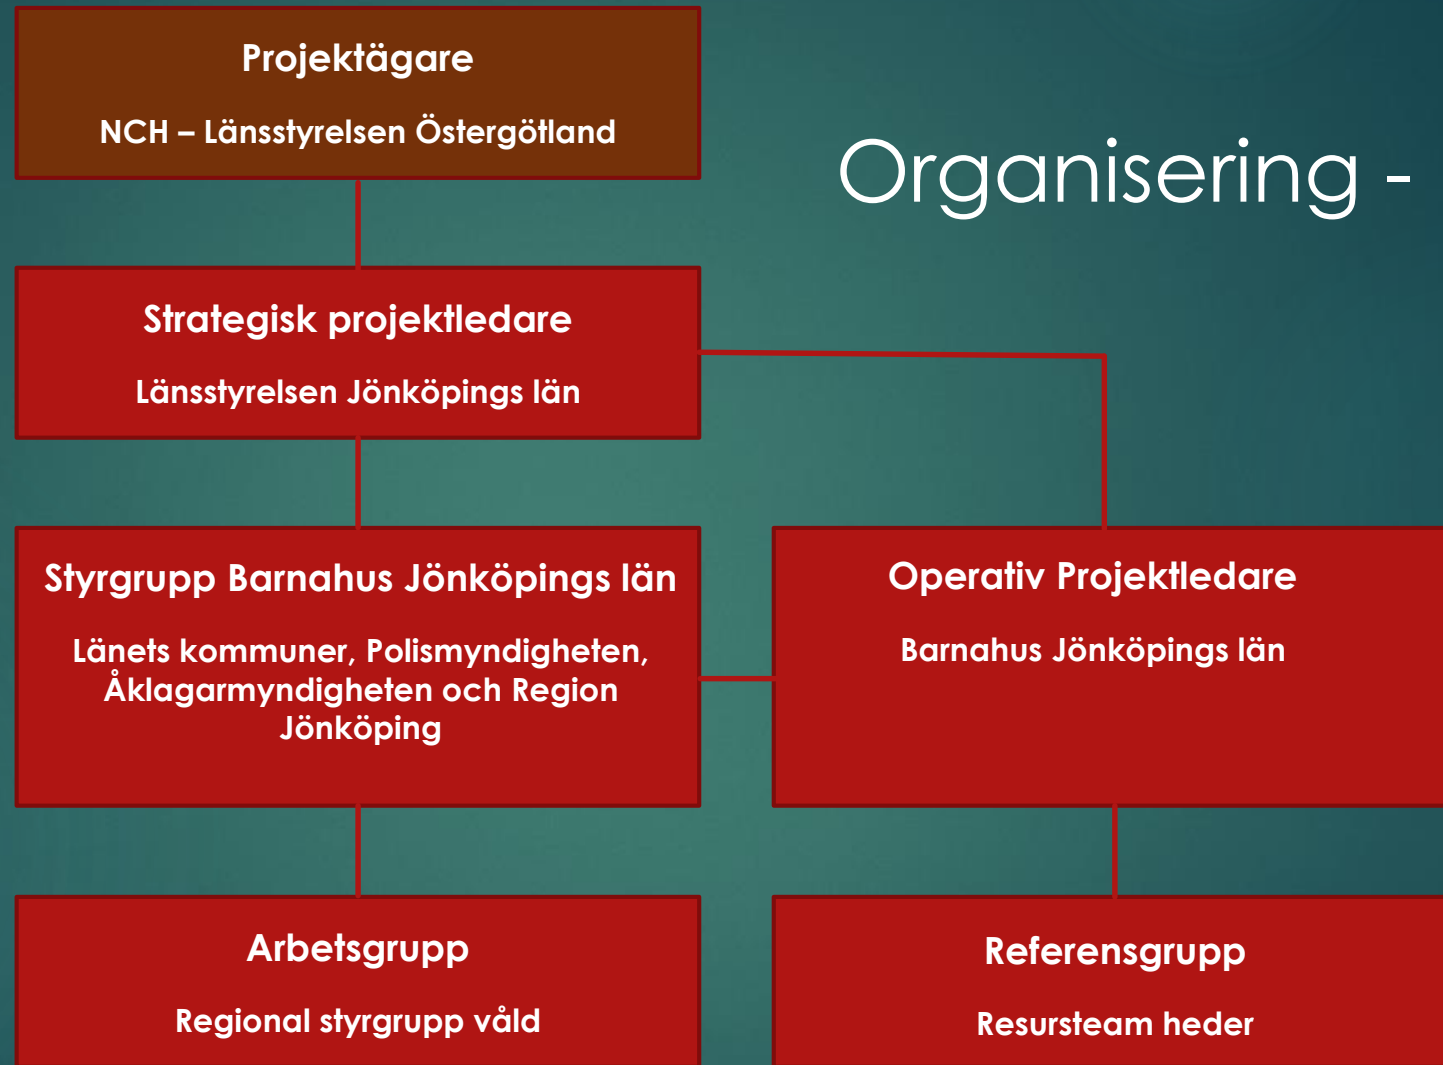 Projektägare
NCH – Länsstyrelsen Östergötland
Organisering -
Strategisk projektledare
Länsstyrelsen Jönköpings län
Styrgrupp Barnahus Jönköpings län
Länets kommuner, Polismyndigheten,
Åklagarmyndigheten och Region
Jönköping
Operativ Projektledare
Barnahus Jönköpings län
Arbetsgrupp
Regional styrgrupp våld
Referensgrupp
Resursteam heder